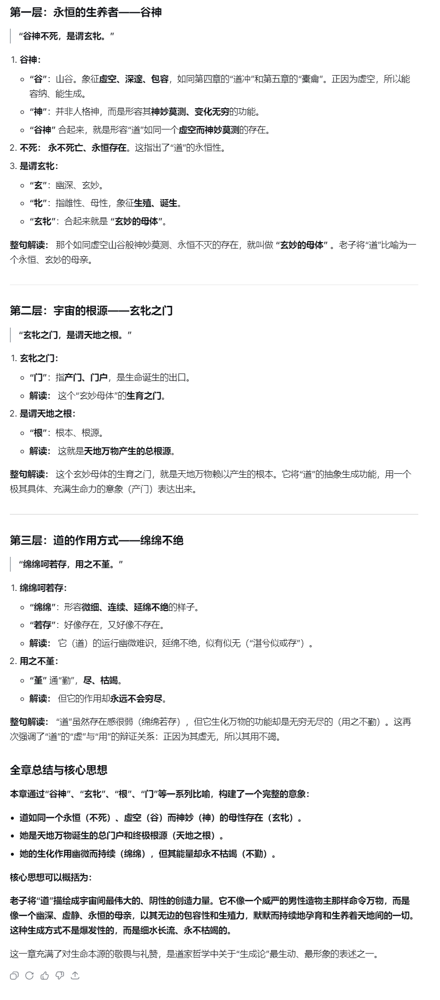 第一层：永恒的生养者——谷神
“谷神不死，是谓玄牝。”
1. 谷神：
“谷”：山谷。象征虚空、深邃、包容，如同第四章的“道冲”和第五章的“橐龠”。正因为虚空，所以能
容纳、能生成。
“神”：并非人格神，而是形容其神妙莫测、变化无穷的功能。
“谷神” 合起来，就是形容“道”如同一个虚空而神妙莫测的存在。
2. 不死： 永不死亡、永恒存在。这指出了“道”的永恒性。
3. 是谓玄牝：
“玄”：幽深、玄妙。
“牝”：指雌性、母性，象征生殖、诞生。
“玄牝”：合起来就是 “玄妙的母体”。
整句解读： 那个如同虚空山谷般神妙莫测、永恒不灭的存在，就叫做 “玄妙的母体” 。老子将“道”比喻为一
个永恒、玄妙的母亲。
第二层：宇宙的根源——玄牝之门
“玄牝之门，是谓天地之根。”
1. 玄牝之门：
“门”：指产门、门户，是生命诞生的出口。
解读： 这个“玄妙母体”的生育之门。
2. 是谓天地之根：
“根”：根本、根源。
解读： 这就是天地万物产生的总根源。
整句解读： 这个玄妙母体的生育之门，就是天地万物赖以产生的根本。它将“道”的抽象生成功能，用一个
极其具体、充满生命力的意象（产门）表达出来。
第三层：道的作用方式——绵绵不绝
“绵绵呵若存，用之不堇。”
1. 绵绵呵若存：
“绵绵”：形容微细、连续、延绵不绝的样子。
“若存”：好像存在，又好像不存在。
解读： 它（道）的运行幽微难识，延绵不绝，似有似无（“湛兮似或存”）。
2. 用之不堇：
“堇” 通“勤”，尽、枯竭。
解读： 但它的作用却永远不会穷尽。
整句解读： “道”虽然存在感很弱（绵绵若存），但它生化万物的功能却是无穷无尽的（用之不勤）。这再
次强调了“道”的“虚”与“用”的辩证关系：正因为其虚无，所以其用不竭。
全章总结与核心思想
本章通过“谷神”、“玄牝”、“根”、“门”等一系列比喻，构建了一个完整的意象：
道如同一个永恒（不死）、虚空（谷）而神妙（神）的母性存在（玄牝）。
她是天地万物诞生的总门户和终极根源（天地之根）。
她的生化作用幽微而持续（绵绵），但其能量却永不枯竭（不勤）。
核心思想可以概括为：
老子将“道”描绘成宇宙间最伟大的、阴性的创造力量。它不像一个威严的男性造物主那样命令万物，而是
像一个幽深、虚静、永恒的母亲，以其无边的包容性和生殖力，默默而持续地孕育和生养着天地间的一切。
这种生成方式不是爆发性的，而是细水长流、永不枯竭的。
这一章充满了对生命本源的敬畏与礼赞，是道家哲学中关于“生成论”最生动、最形象的表述之一。